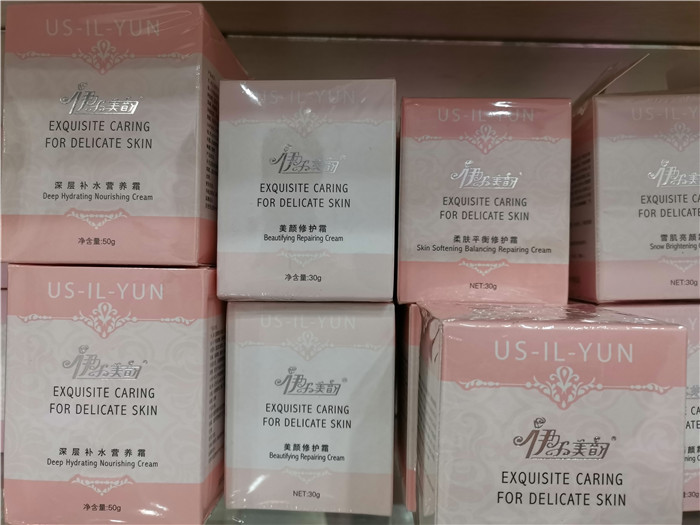 US-IL-YUN
伊尔美韵
EXQUISITE CARING
FOR DELICATE SKIN
深层补水营养霜
Deep Hydrating Nourishing Cream
净含量:50g
US-IL-YUN
伊尔美韵
EXQUISITE CARING
FOR DELICATE SKIN
美颜修护霜
Beautifying Repairing Cream
净含量:30g
US-IL-YUN
伊尔美韵
EXQUISITE CARING
FOR DELICATE SKIN
柔肤平衡修护霜
Skin Softening Balancing Repairing Cream
NET:30g
US-IL-YUN
伊尔美韵
EXQUISITE CARING
FOR DELICATE SKIN
雪肌亮颜霜
Snow Brightening
NET:30g
US-IL-YUN
伊尔美韵
EXQUISITE CARING
FOR DELICATE SKIN
深层补水营养霜
Deep Hydrating Nourishing Cream
净含量:50g
US-IL-YUN
伊尔美韵
EXQUISITE CARING
FOR DELICATE SKIN
美颜修护霜
Beautifying Repairing Cream
NET:30g
US-IL-YUN
伊尔美韵
EXQUISITE CARING
FOR DELICATE SKIN